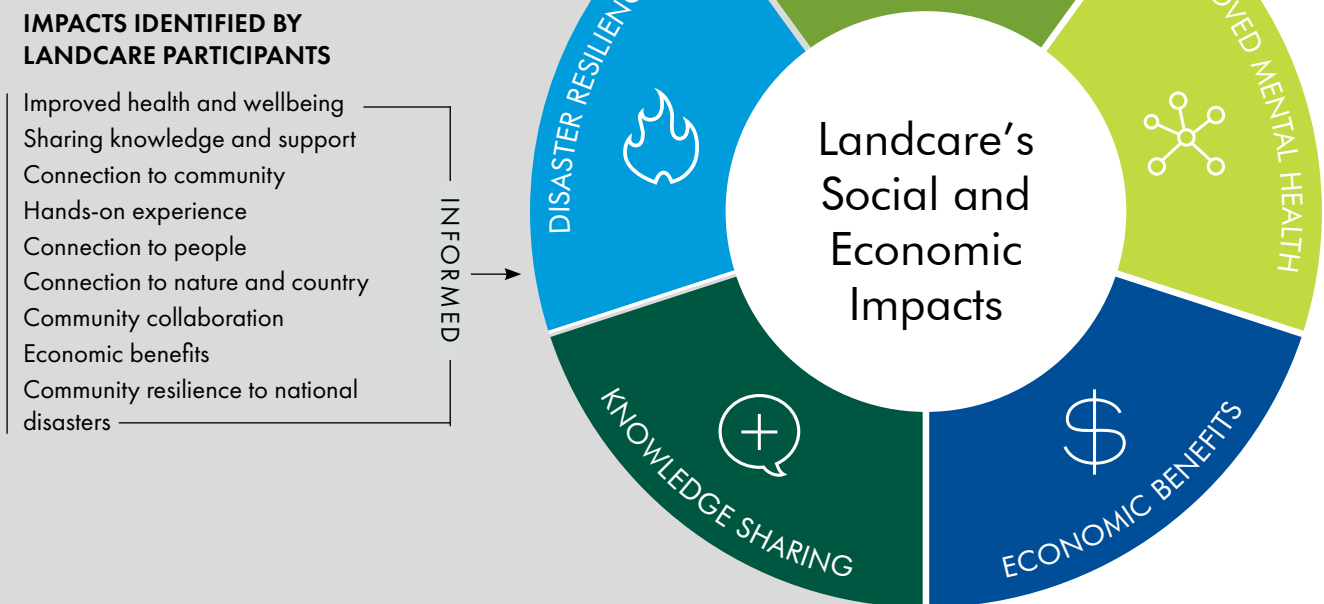 IMPACTS IDENTIFIED BY
LANDCARE PARTICIPANTS
Improved health and wellbeing
Sharing knowledge and support
Connection to community
Hands-on experience
Connection to people
Connection to nature and country
Community collaboration
Economic benefits
Community resilience to national
disasters
INFORMED
DISASTER
MENTAL HEALTH
Landcare's
Social and
Economic
Impacts
KNOWLEDGE SHARING
ECONOMIC BENEFITS